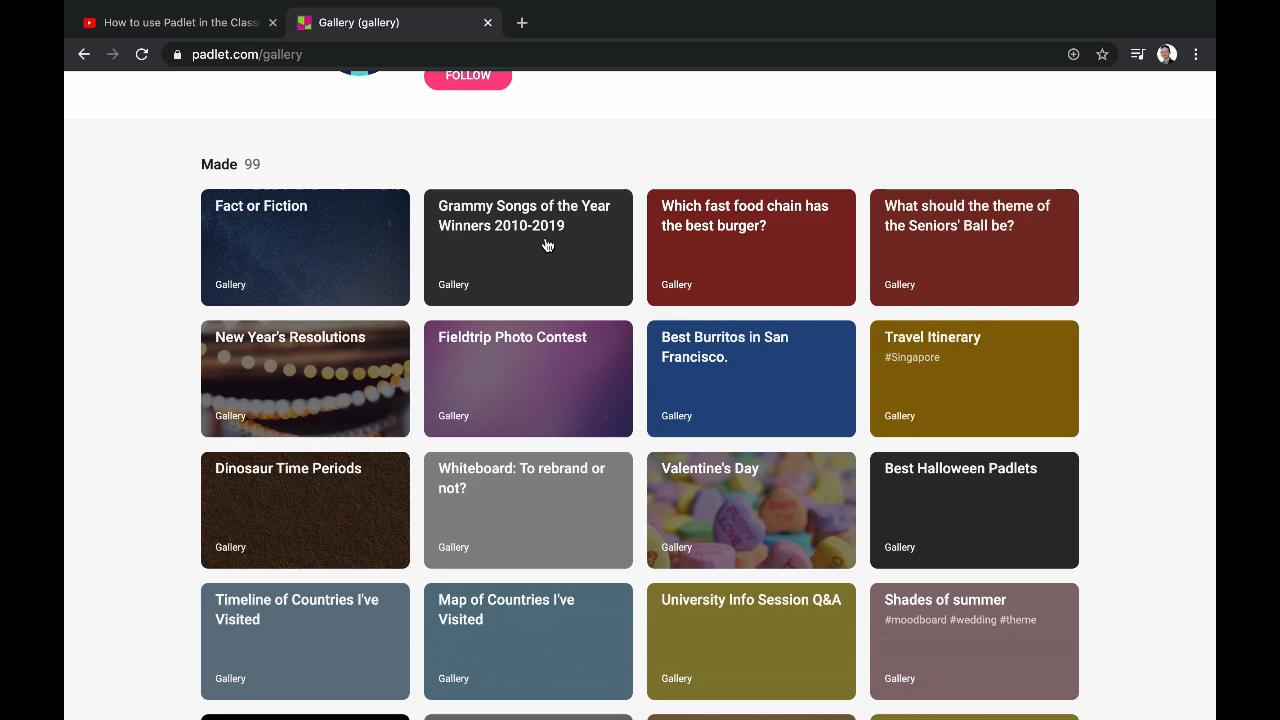 How to use Padlet in the Class
Gallery (gallery)
padlet.com/gallery
FOLLOW
Made 99
Fact or Fiction
Gallery
Grammy Songs of the Year
Winners 2010-2019
Gallery
Which fast food chain has
the best burger?
Gallery
What should the theme of
the Seniors' Ball be?
Gallery
New Year's Resolutions
Gallery
Fieldtrip Photo Contest
Gallery
Best Burritos in San
Francisco.
Gallery
Travel Itinerary
#Singapore
Gallery
Dinosaur Time Periods
Gallery
Whiteboard: To rebrand or
not?
Gallery
Valentine's Day
Gallery
Best Halloween Padlets
Gallery
Timeline of Countries I've
Visited
Gallery
Map of Countries I've
Visited
Gallery
University Info Session Q&A
Gallery
Shades of summer
#moodboard #wedding #theme
Gallery